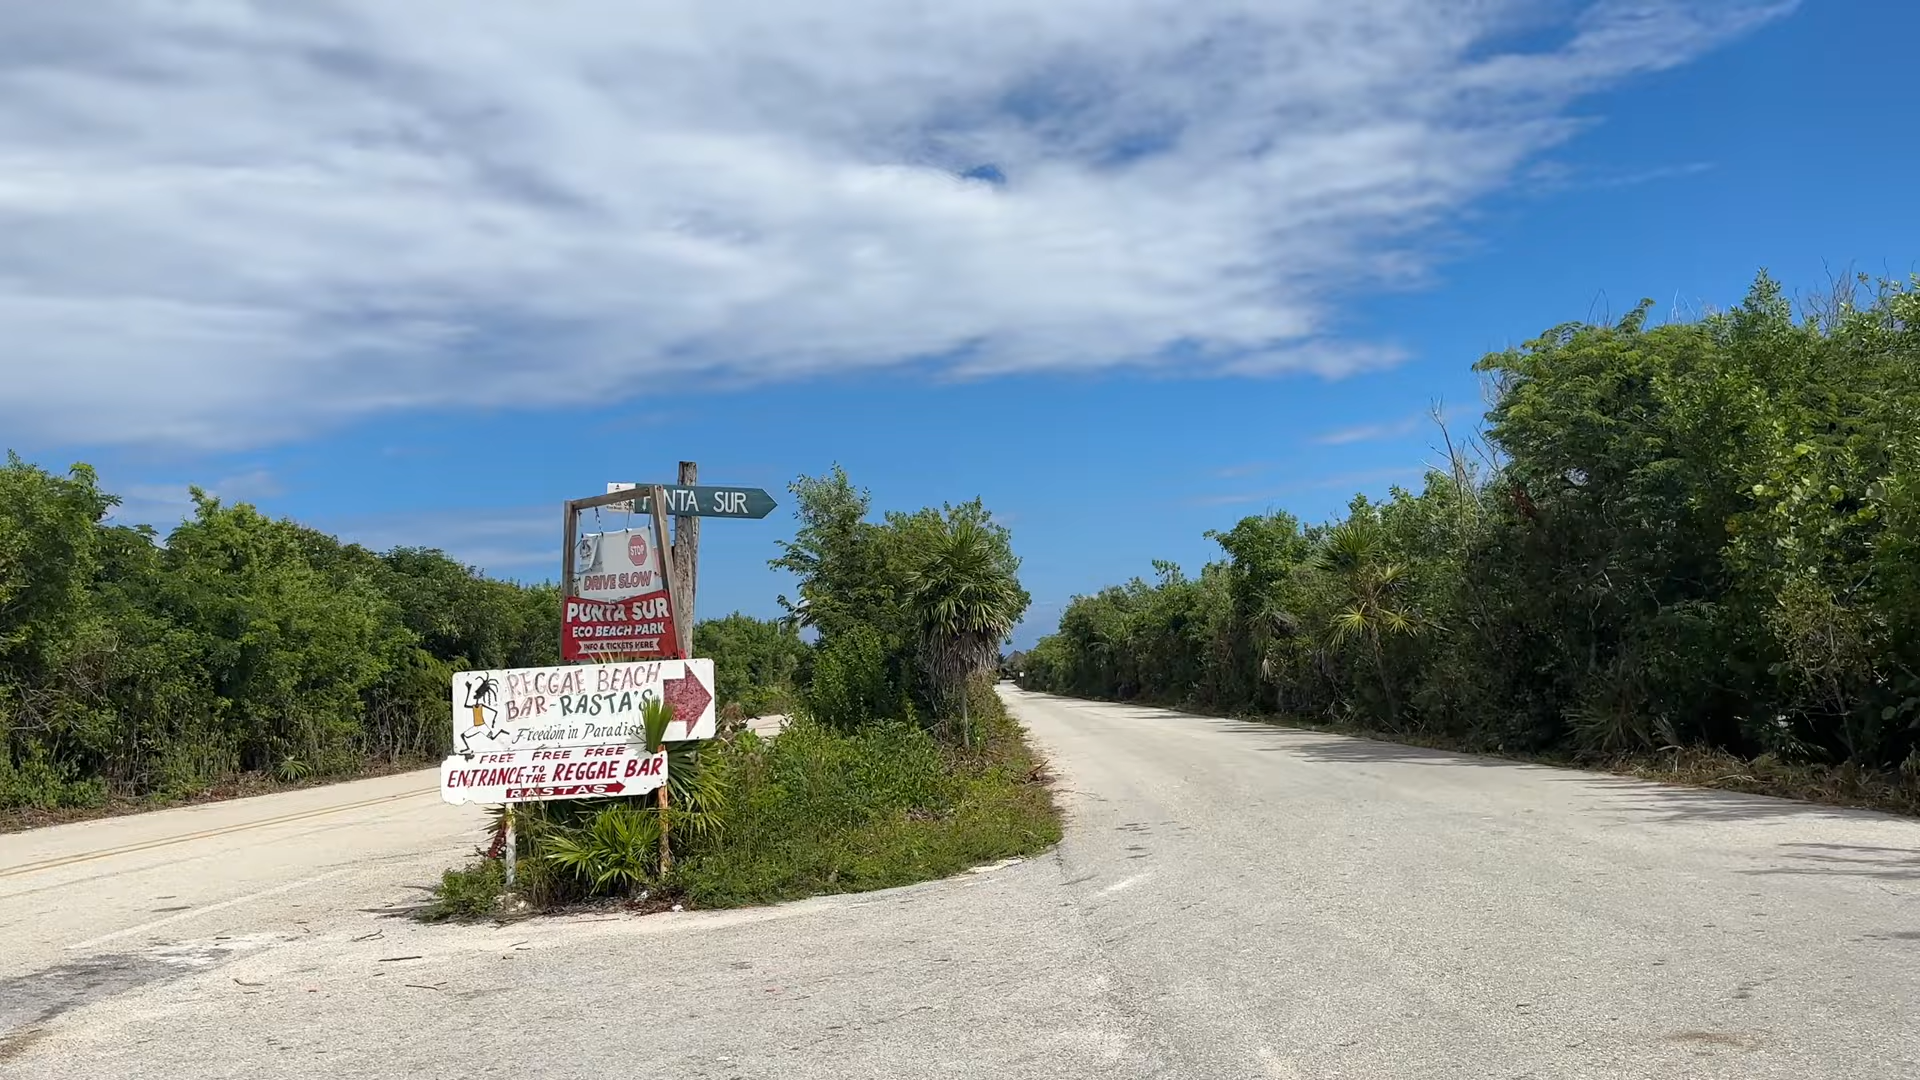 PUNTA SUR
STOP
DRIVE SLOW
PUNTA SUR
ECO BEACH PARK
INFO & TICKETS HERE
REGGAE BEACH
BAR-RASTA'S
Freedom in Paradise
FREE FREE FREE
ENTRANCE TO THE REGGAE BAR
RASTAS